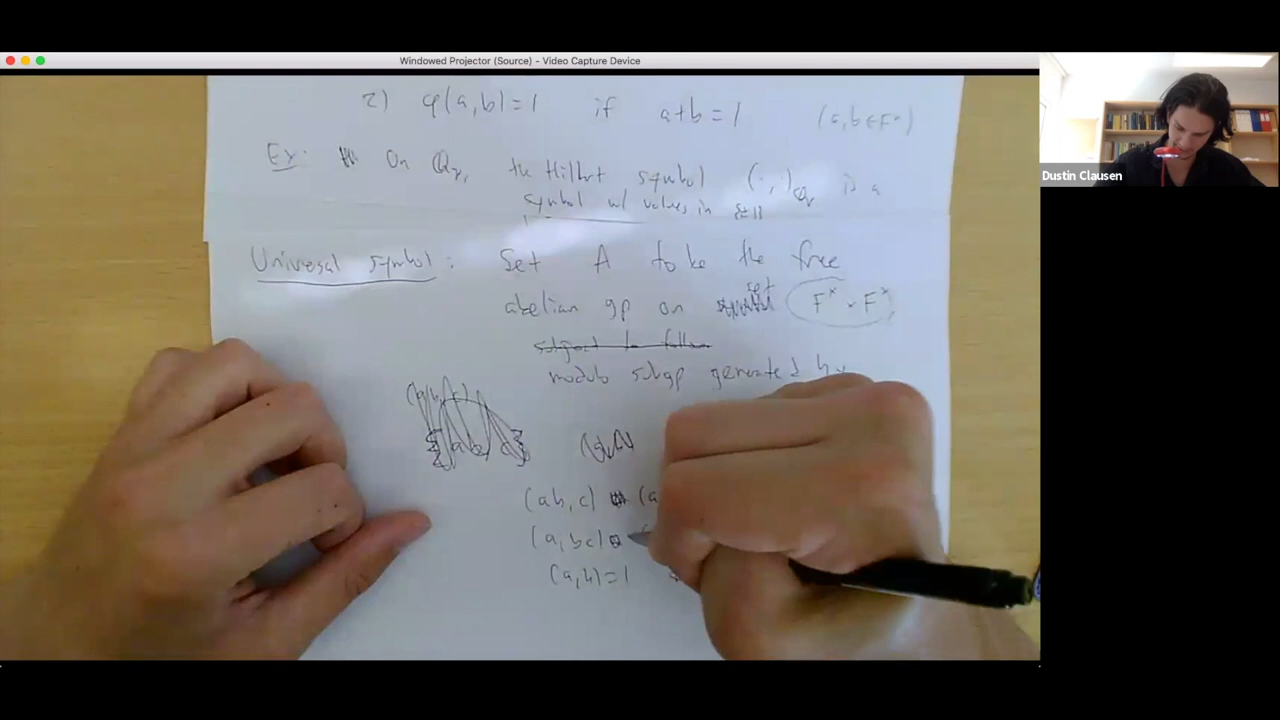 Windowed Projector (Source) - Video Capture Device
Dustin Clausen
2) φ(a,b)=1 if a+b=1 (a,b∈F^×)
Ex: On Q_2, the Hilbert symbol (·,·) is a
symbol w/ values in {±1}
Universal symbol: Set A to be the free
abelian gp on set F^× × F^×
modulo subgp generated by
(ab,c) (a
(a,bc)
(a,b)=1